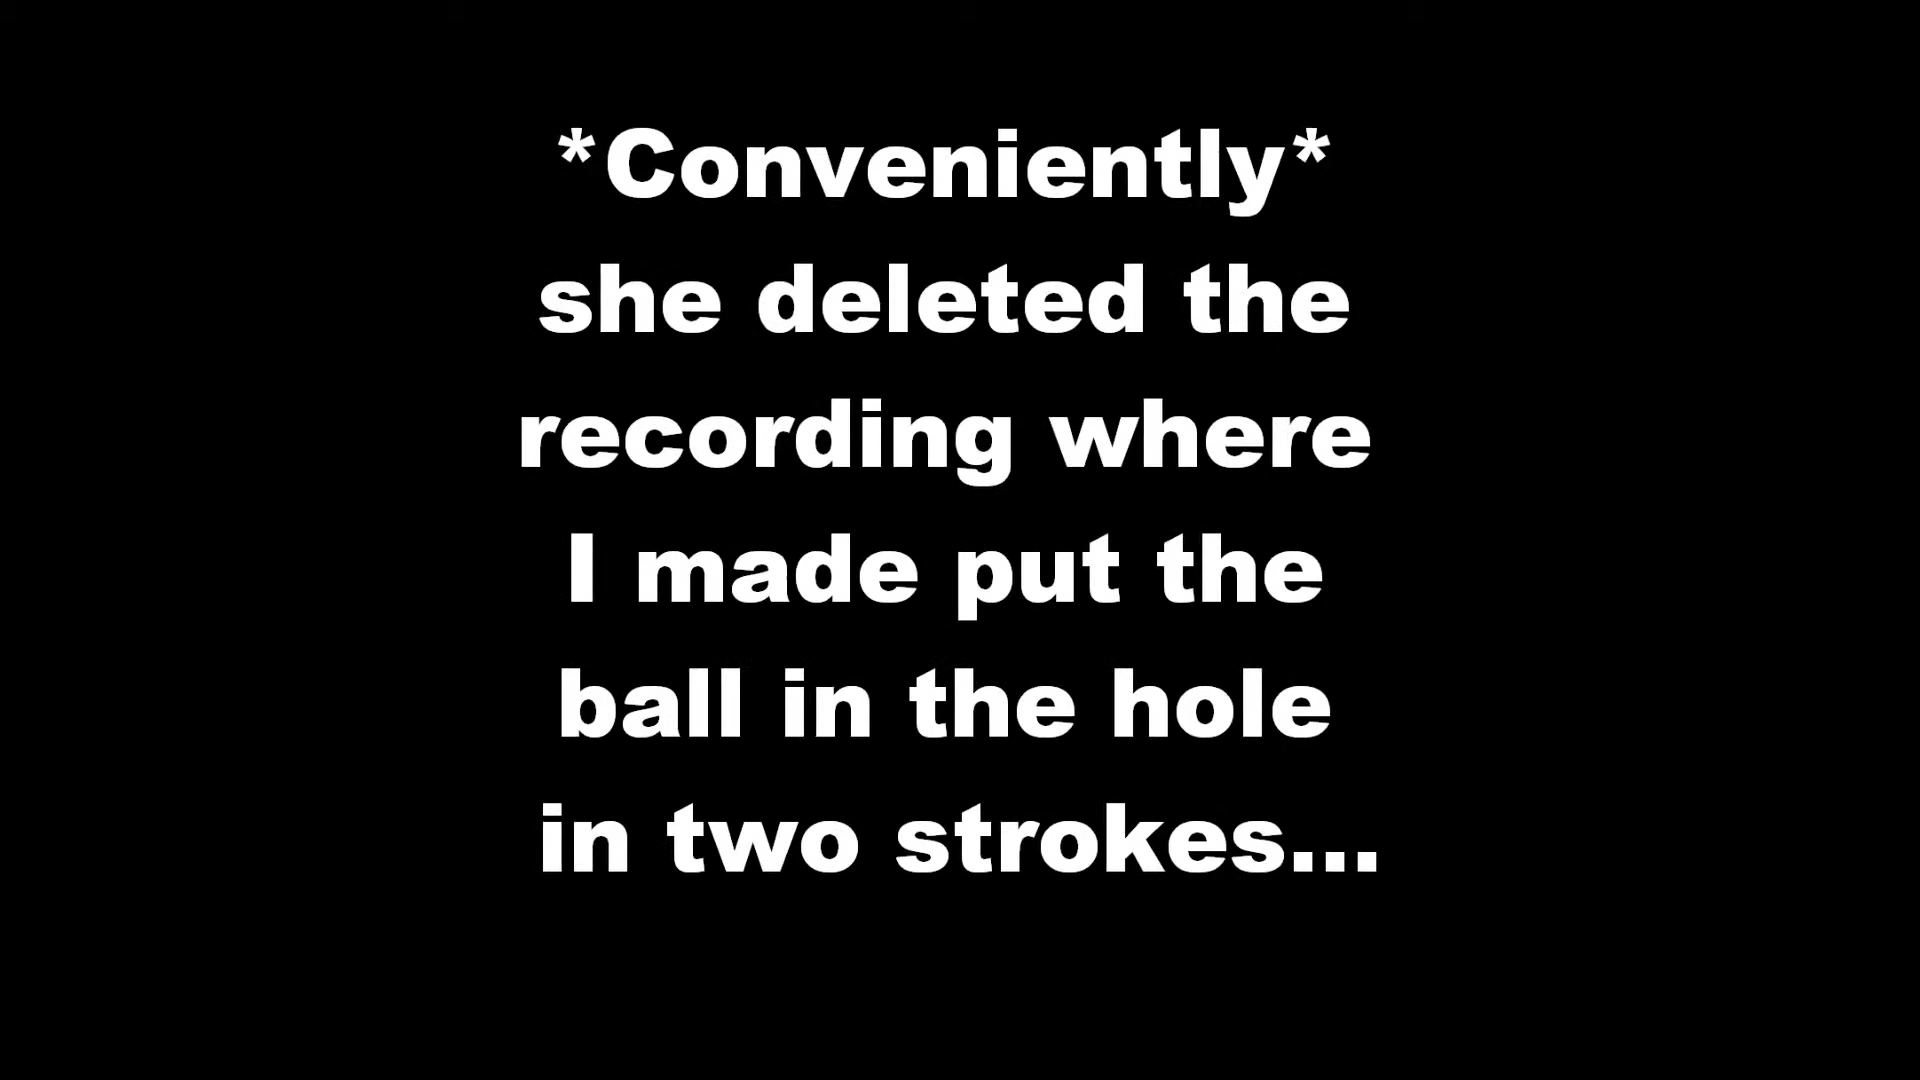 *Conveniently*
she deleted the
recording where
I made put the
ball in the hole
in two strokes...